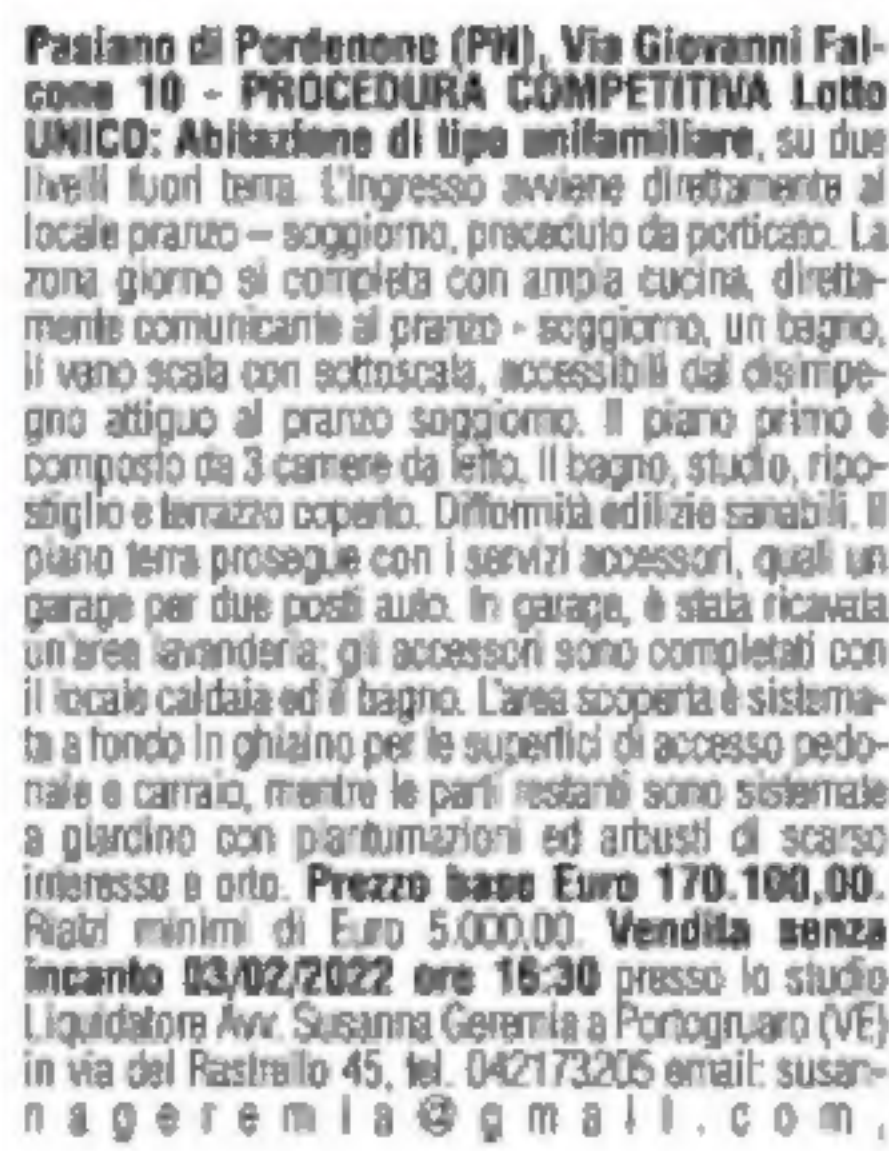 Pasiano di Pordenone (PN), Via Giovanni Fal-
cone 10 - PROCEDURA COMPETITIVA Lotto
UNICO: Abitazione di tipo unifamiliare, su due
livelli fuori terra. L'ingresso avviene direttamente al
locale pranzo – soggiorno, preceduto da porticato. La
zona giorno si completa con ampia cucina, diretta-
mente comunicante al pranzo - soggiorno, un bagno,
il vano scala con sottoscala, accessibili dal disimpe-
gno attiguo al pranzo soggiorno. Il piano primo è
composto da 3 camere da letto, il bagno, studio, ripo-
stiglio e terrazzo coperto. Difformità edilizie sanabili. Il
piano terra prosegue con i servizi accessori, quali un
garage per due posti auto. In garage, è stata ricavata
un'area lavanderia; gli accessori sono completati con
il locale caldaia ed il bagno. L'area scoperta è sistema-
ta a fondo in ghiaino per le superfici di accesso pedo-
nale e carraio, mentre le parti restanti sono sistemate
a giardino con piantumazioni ed arbusti di scarso
interesse e orto. Prezzo base Euro 170.100,00.
Rialzi minimi di Euro 5.000,00. Vendita senza
incanto 03/02/2022 ore 16:30 presso lo studio
Liquidatore Avv. Susanna Geremia a Portogruaro (VE)
in via del Rastrello 45, tel. 042173205 email: susan-
nageremia@gmail.com,